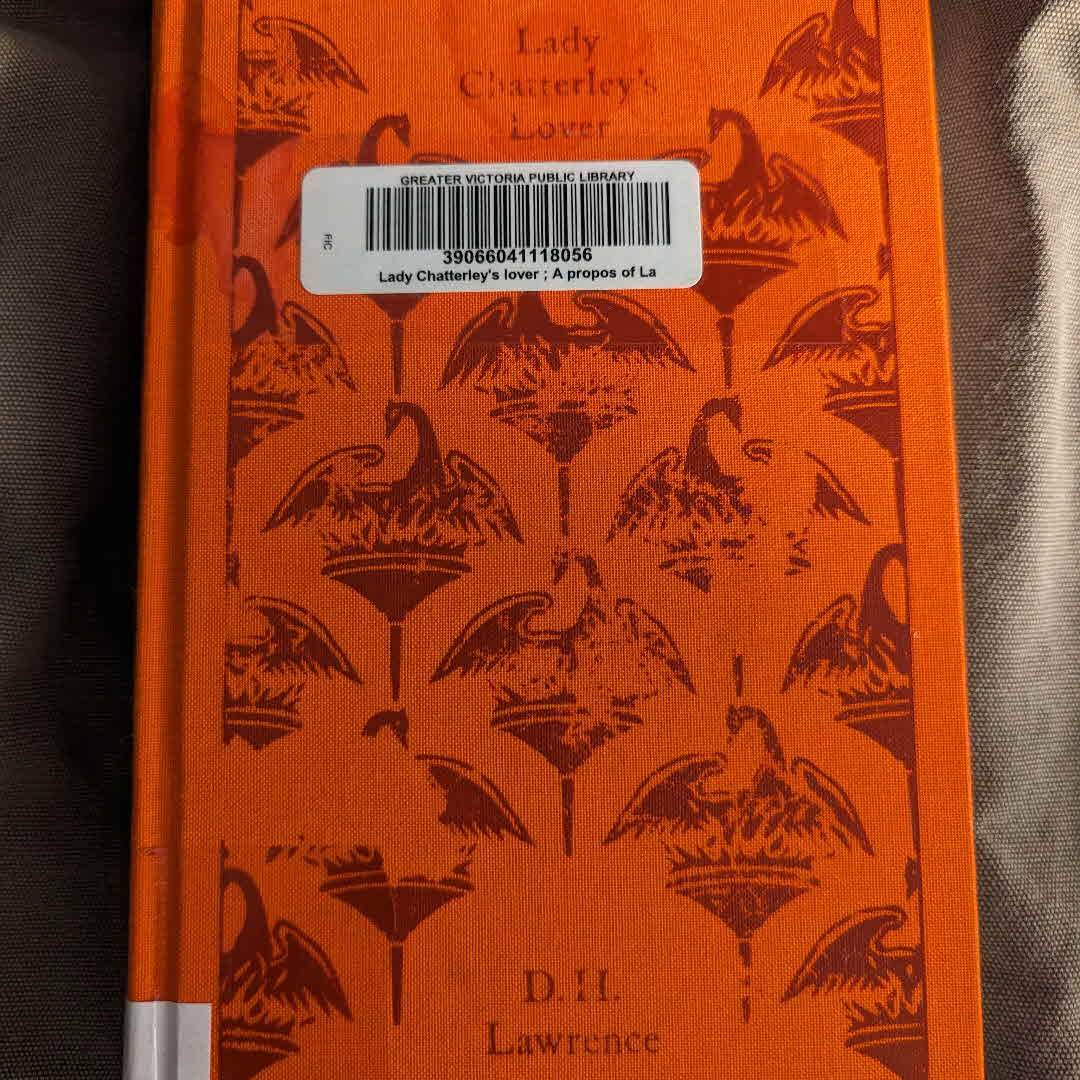 Lady
Chatterley's
Lover
GREATER VICTORIA PUBLIC LIBRARY
FIC
39066041118056
Lady Chatterley's lover ; A propos of La
D. H.
Lawrence